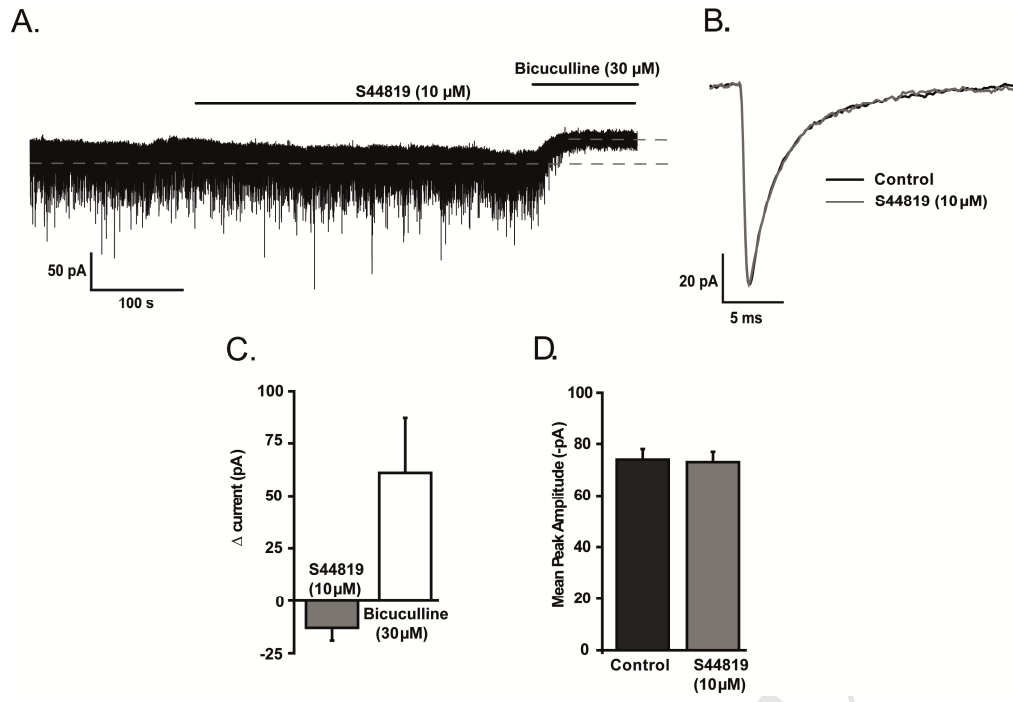 A.
B.
Bicuculline (30 µM)
S44819 (10 µM)
50 pA
100 s
Control
S44819 (10µM)
20 pA
5 ms
C.
D.
100
75
50
25
0
-25
Δ current (pA)
S44819
(10µM)
Bicuculline
(30µM)
100
80
60
40
20
0
Mean Peak Amplitude (-pA)
Control
S44819
(10µM)